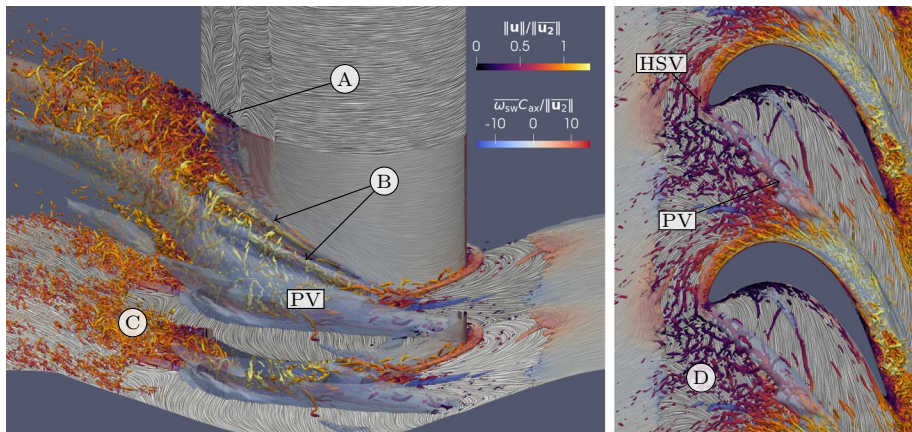 A
‖u‖/‖u₂‖
0 0.5 1
ω_sw C_ax/‖u₂‖
-10 0 10
B
PV
C
HSV
PV
D